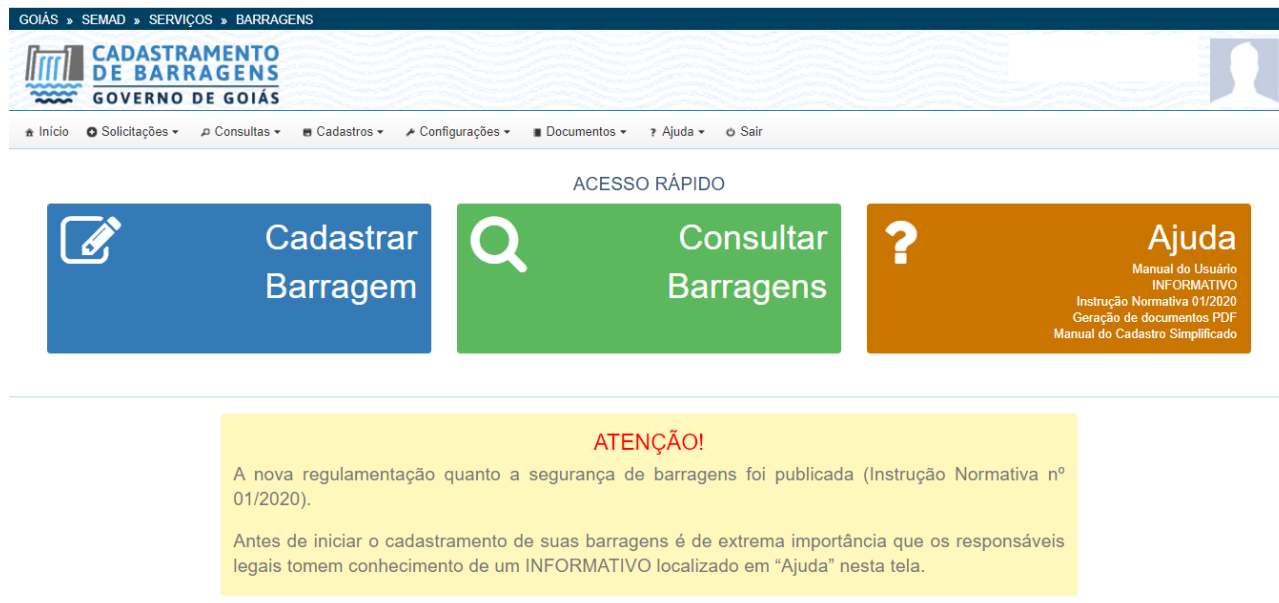 GOIÁS » SEMAD » SERVIÇOS » BARRAGENS
CADASTRAMENTO
DE BARRAGENS
GOVERNO DE GOIÁS
Início Solicitações Consultas Cadastros Configurações Documentos ? Ajuda Sair
ACESSO RÁPIDO
Cadastrar
Barragem
Consultar
Barragens
?
Ajuda
Manual do Usuário
INFORMATIVO
Instrução Normativa 01/2020
Geração de documentos PDF
Manual do Cadastro Simplificado
ATENÇÃO!
A nova regulamentação quanto a segurança de barragens foi publicada (Instrução Normativa nº
01/2020).
Antes de iniciar o cadastramento de suas barragens é de extrema importância que os responsáveis
legais tomem conhecimento de um INFORMATIVO localizado em “Ajuda” nesta tela.